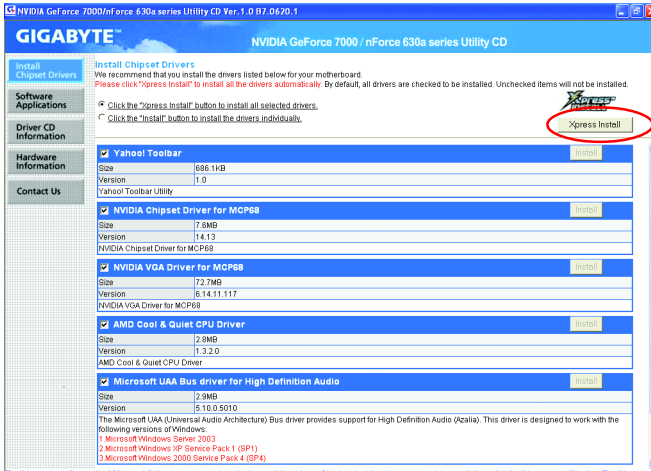 NVIDIA GeForce 7000/nForce 630a series Utility CD Ver.1.0 B7.0620.1
GIGABYTE™
NVIDIA GeForce 7000 / nForce 630a series Utility CD
Install
Chipset Drivers
Software
Applications
Driver CD
Information
Hardware
Information
Contact Us
Install Chipset Drivers
We recommend that you install the drivers listed below for your motherboard.
Please click "Xpress Install" to install all the drivers automatically. By default, all drivers are checked to be installed. Unchecked items will not be installed.
Click the "Xpress Install" button to install all selected drivers.
Click the "Install" button to install the drivers individually.
Xpress Install
Xpress Install
Yahoo! Toolbar
Install
Size 686.1KB
Version 1.0
Yahoo! Toolbar Utility
NVIDIA Chipset Driver for MCP68
Install
Size 7.6MB
Version 14.13
NVIDIA Chipset Driver for MCP68
NVIDIA VGA Driver for MCP68
Install
Size 72.7MB
Version 6.14.11.117
NVIDIA VGA Driver for MCP68
AMD Cool & Quiet CPU Driver
Install
Size 2.8MB
Version 1.3.2.0
AMD Cool & Quiet CPU Driver
Microsoft UAA Bus driver for High Definition Audio
Install
Size 2.9MB
Version 5.10.0.5010
The Microsoft UAA (Universal Audio Architecture) Bus driver provides support for High Definition Audio (Azalia). This driver is designed to work with the
following versions of Windows:
1.Microsoft Windows Server 2003
2.Microsoft Windows XP Service Pack 1 (SP1)
3.Microsoft Windows 2000 Service Pack 4 (SP4)